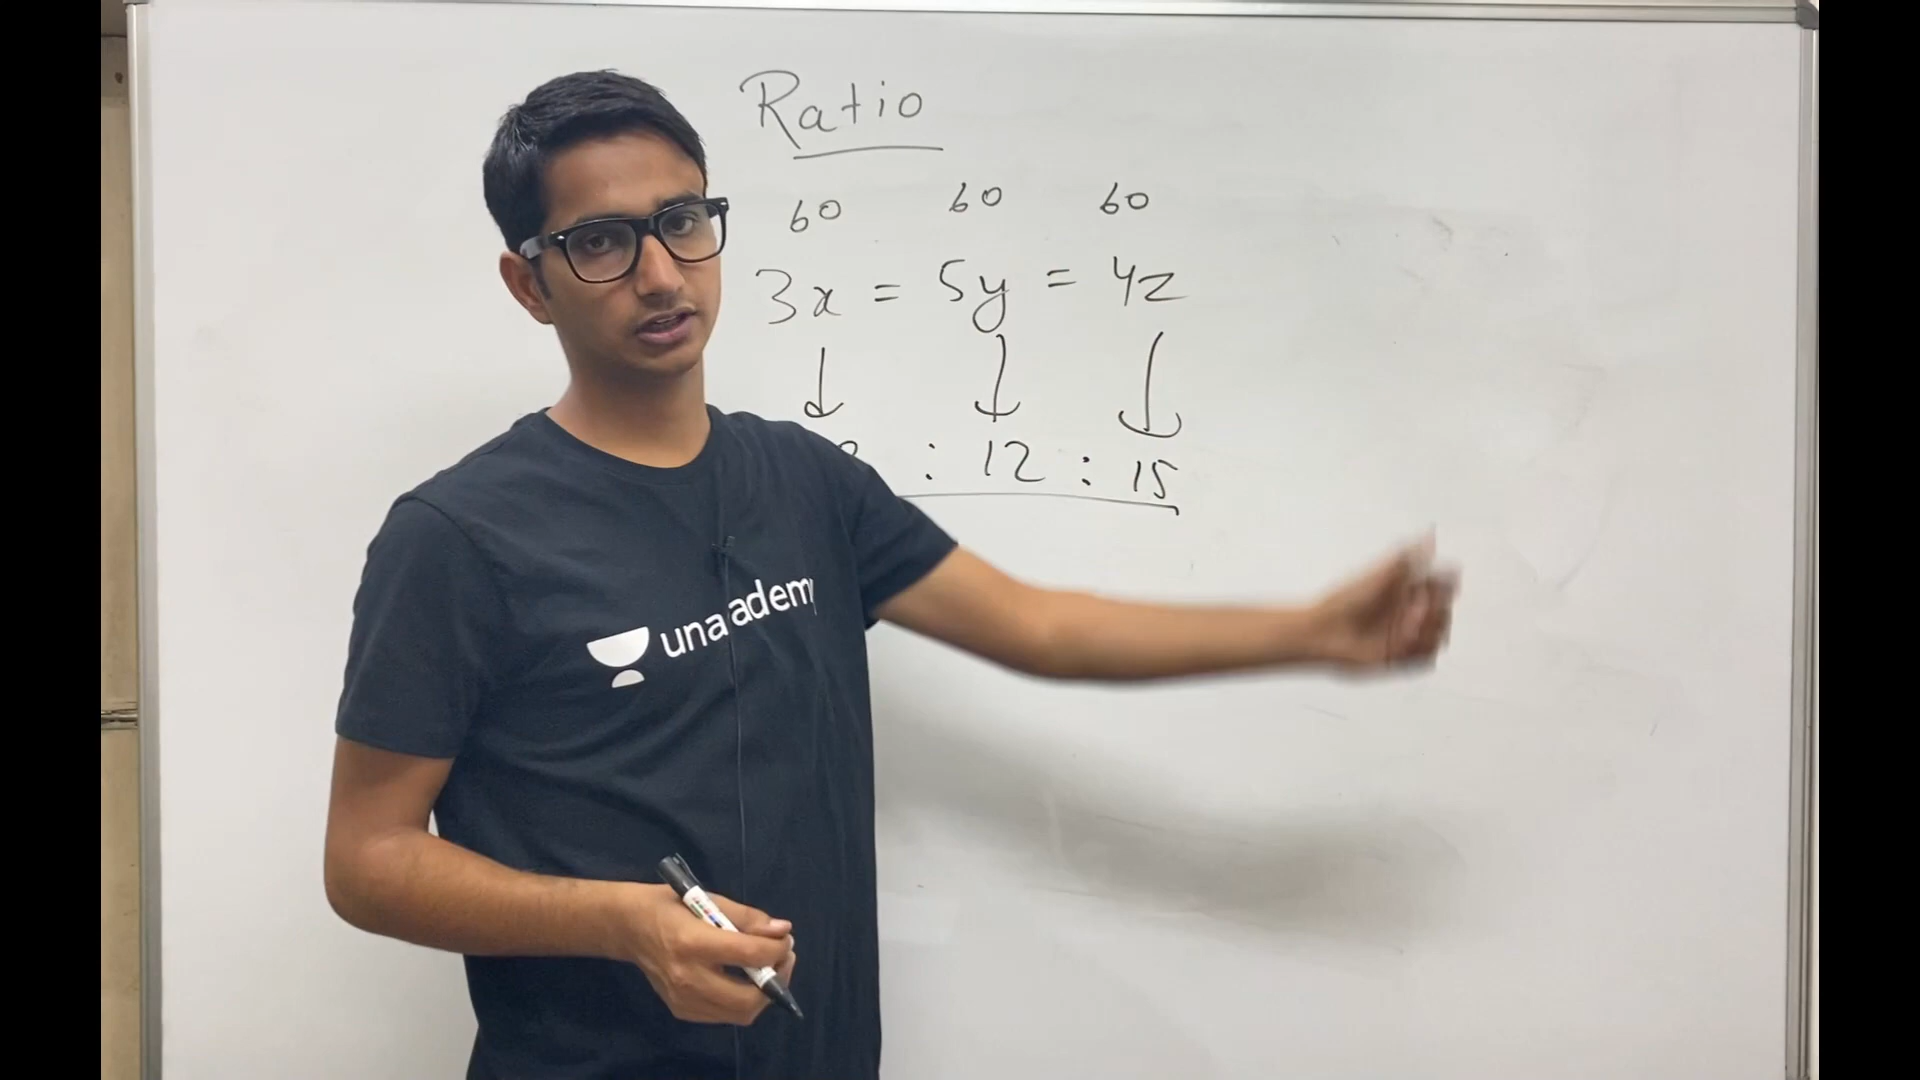 Ratio
60 60 60
3x = 5y = 4z
: 12 : 15
unacademy